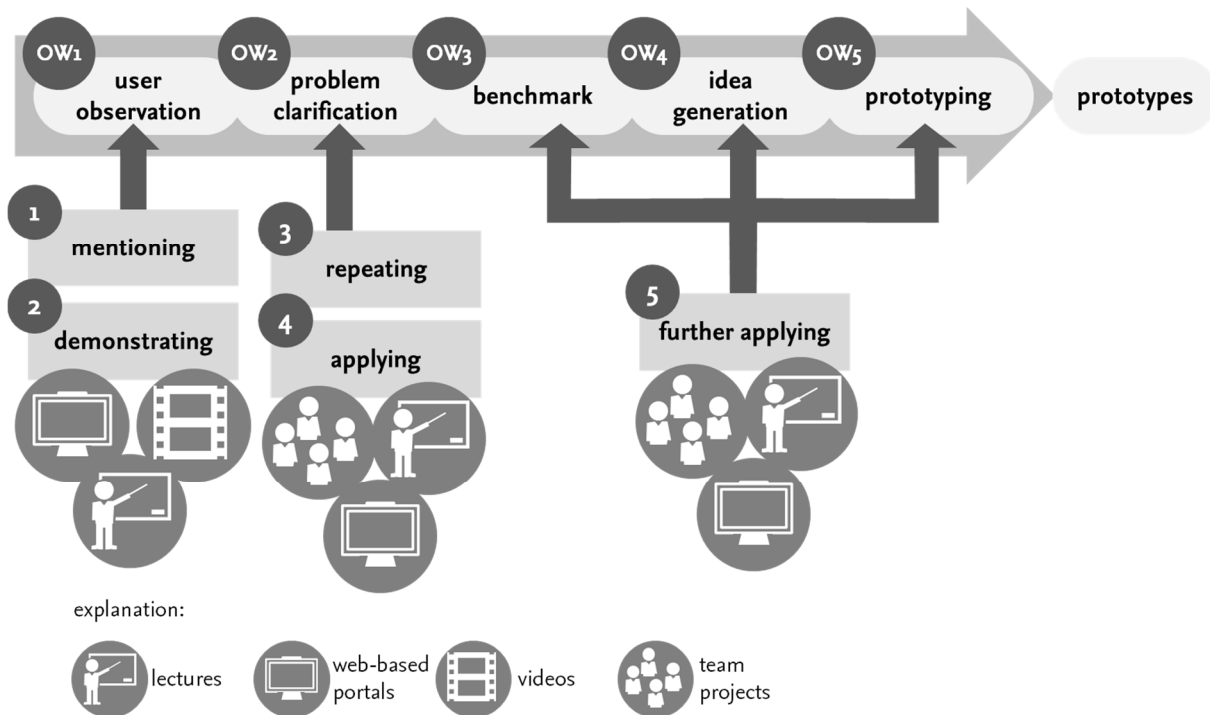 OW1
user
observation
OW2
problem
clarification
OW3
benchmark
OW4
idea
generation
OW5
prototyping
prototypes
1
mentioning
2
demonstrating
3
repeating
4
applying
5
further applying
explanation:
lectures
web-based
portals
videos
team
projects